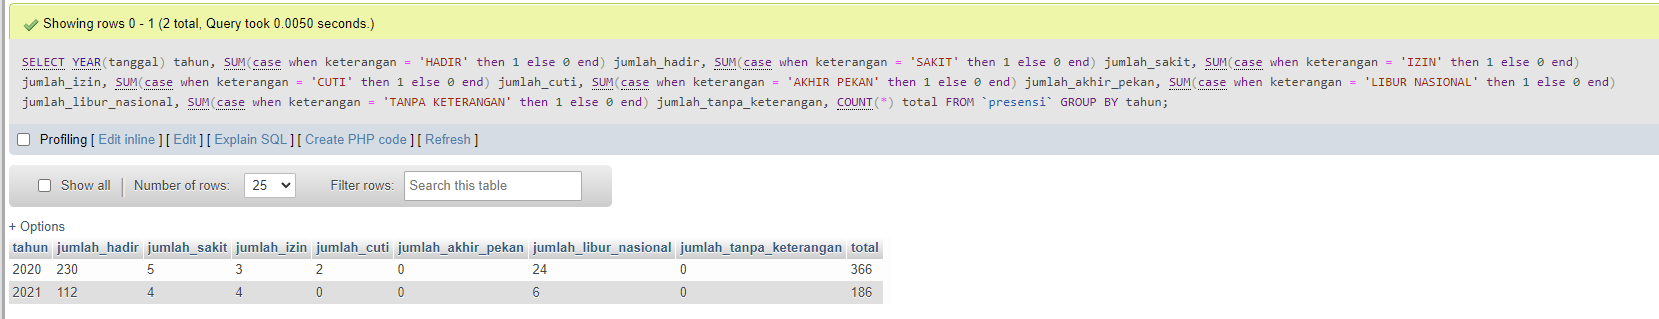 Showing rows 0 - 1 (2 total, Query took 0.0050 seconds.)
SELECT YEAR(tanggal) tahun, SUM(case when keterangan = 'HADIR' then 1 else 0 end) jumlah_hadir, SUM(case when keterangan = 'SAKIT' then 1 else 0 end) jumlah_sakit, SUM(case when keterangan = 'IZIN' then 1 else 0 end)
jumlah_izin, SUM(case when keterangan = 'CUTI' then 1 else 0 end) jumlah_cuti, SUM(case when keterangan = 'AKHIR PEKAN' then 1 else 0 end) jumlah_akhir_pekan, SUM(case when keterangan = 'LIBUR NASIONAL' then 1 else 0 end)
jumlah_libur_nasional, SUM(case when keterangan = 'TANPA KETERANGAN' then 1 else 0 end) jumlah_tanpa_keterangan, COUNT(*) total FROM `presensi` GROUP BY tahun;
Profiling [ Edit inline ] [ Edit ] [ Explain SQL ] [ Create PHP code ] [ Refresh ]
Show all | Number of rows: 25 Filter rows: Search this table
+ Options
tahun jumlah_hadir jumlah_sakit jumlah_izin jumlah_cuti jumlah_akhir_pekan jumlah_libur_nasional jumlah_tanpa_keterangan total
2020 230 5 3 2 0 24 0 366
2021 112 4 4 0 0 6 0 186